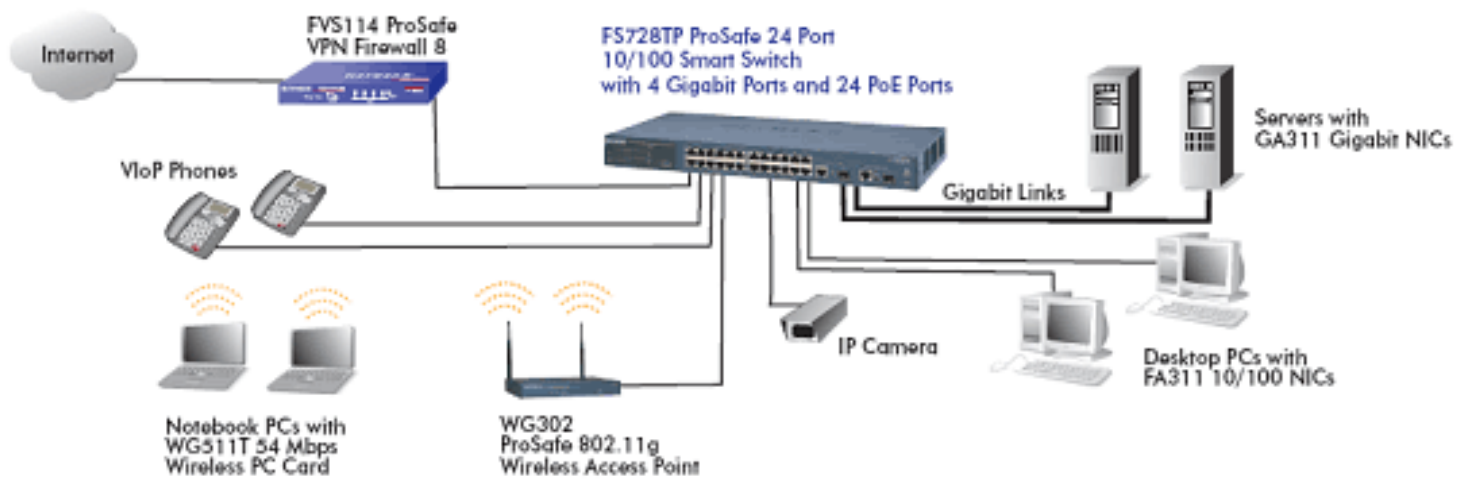 Internet
FVS114 ProSafe
VPN Firewall 8
FS728TP ProSafe 24 Port
10/100 Smart Switch
with 4 Gigabit Ports and 24 PoE Ports
Servers with
GA311 Gigabit NICs
VIoP Phones
Gigabit Links
IP Camera
Desktop PCs with
FA311 10/100 NICs
Notebook PCs with
WG511T 54 Mbps
Wireless PC Card
WG302
ProSafe 802.11g
Wireless Access Point